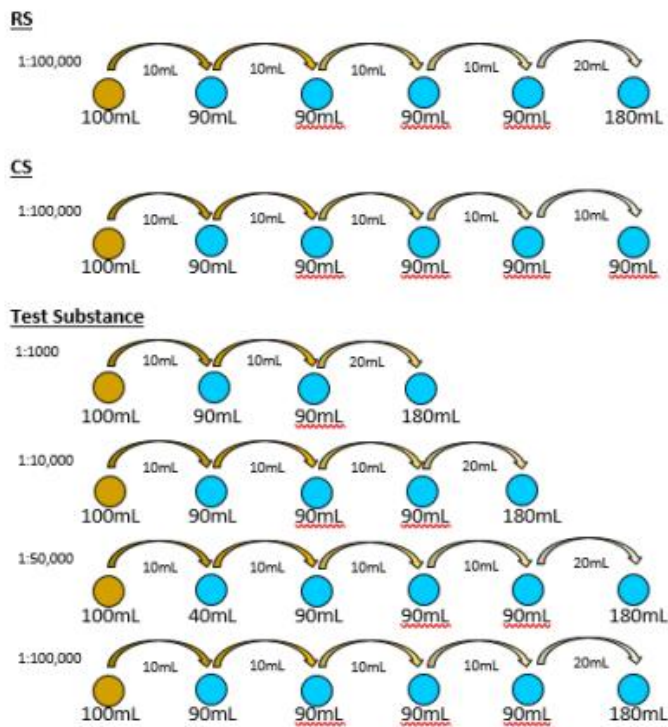 RS
1:100,000
10mL 10mL 10mL 10mL 20mL
100mL 90mL 90mL 90mL 90mL 180mL
CS
1:100,000
10mL 10mL 10mL 10mL 10mL
100mL 90mL 90mL 90mL 90mL 90mL
Test Substance
1:1000
10mL 10mL 20mL
100mL 90mL 90mL 180mL
1:10,000
10mL 10mL 10mL 20mL
100mL 90mL 90mL 90mL 180mL
1:50,000
10mL 10mL 10mL 10mL 20mL
100mL 40mL 90mL 90mL 90mL 180mL
1:100,000
10mL 10mL 10mL 10mL 20mL
100mL 90mL 90mL 90mL 90mL 180mL